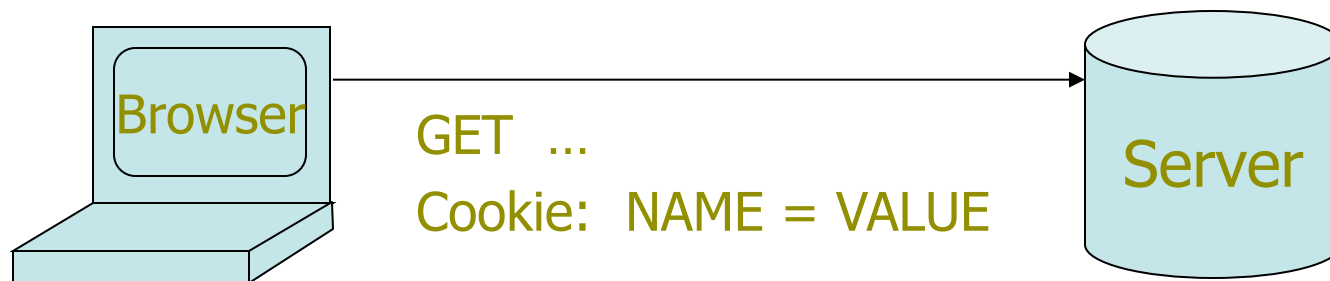 Browser
GET ...
Cookie: NAME = VALUE
Server